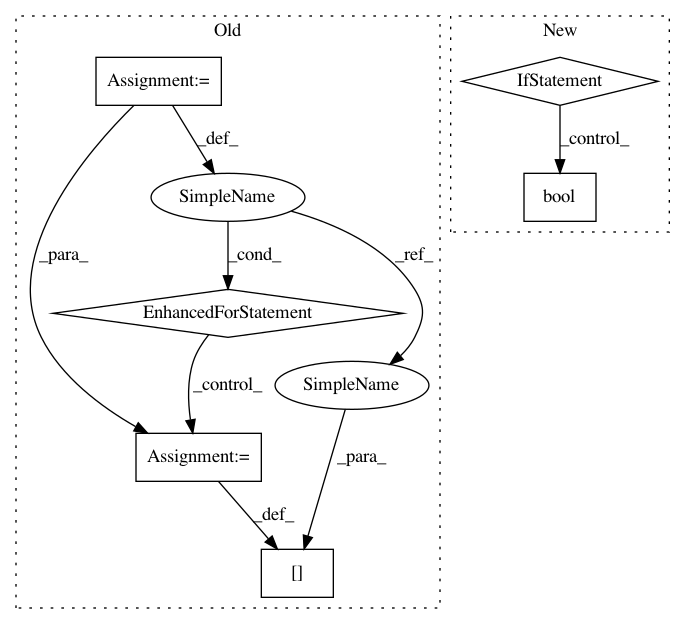 Old
New
Assignment:=
IfStatement
_def_
_control_
SimpleName
bool
_para_
_cond_
_ref_
EnhancedForStatement
_control_
SimpleName
Assignment:=
_para_
_def_
[]